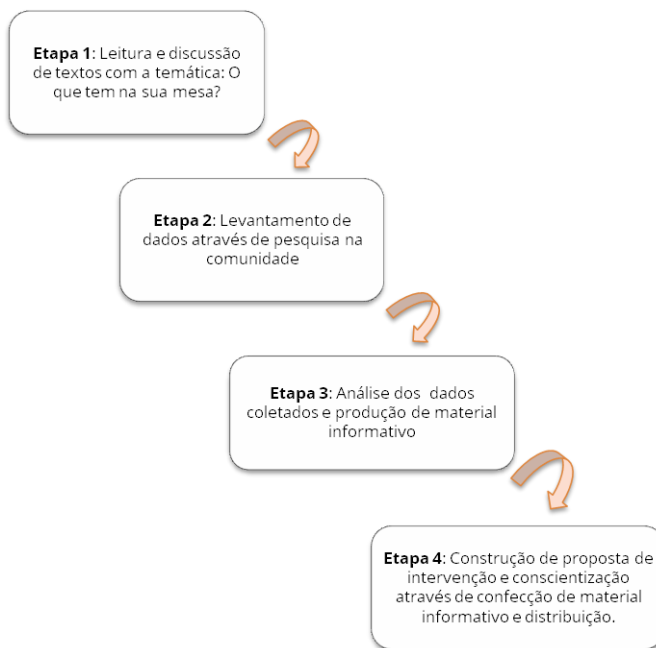 Etapa 1: Leitura e discussão
de textos com a temática: O
que tem na sua mesa?
Etapa 2: Levantamento de
dados através de pesquisa na
comunidade
Etapa 3: Análise dos dados
coletados e produção de material
informativo
Etapa 4: Construção de proposta de
intervenção e conscientização
através de confecção de material
informativo e distribuição.